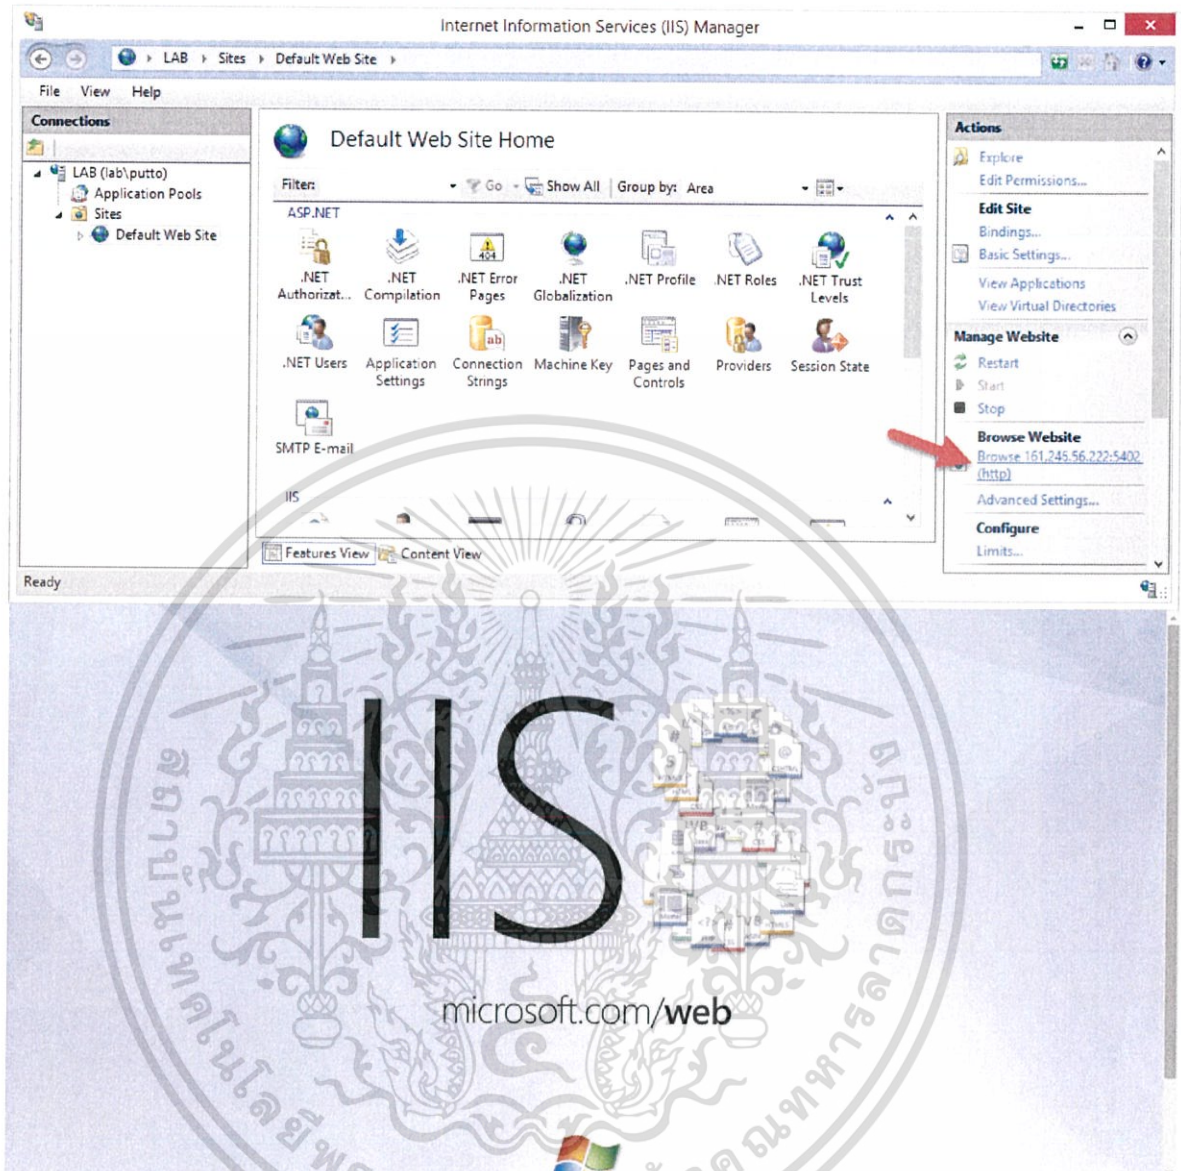 Internet Information Services (IIS) Manager
LAB Sites Default Web Site
File View Help
Connections
LAB (lab\putto)
Application Pools
Sites
Default Web Site
Default Web Site Home
Filter: Go Show All Group by: Area
ASP.NET
.NET Authorizat...
.NET Compilation
.NET Error Pages
.NET Globalization
.NET Profile
.NET Roles
.NET Trust Levels
.NET Users
Application Settings
Connection Strings
Machine Key
Pages and Controls
Providers
Session State
SMTP E-mail
IIS
Features View Content View
Ready
Actions
Explore
Edit Permissions...
Edit Site
Bindings...
Basic Settings...
View Applications
View Virtual Directories
Manage Website
Restart
Start
Stop
Browse Website
Browse 161.245.56.222:5402
(http)
Advanced Settings...
Configure
Limits...
IIS8
microsoft.com/web